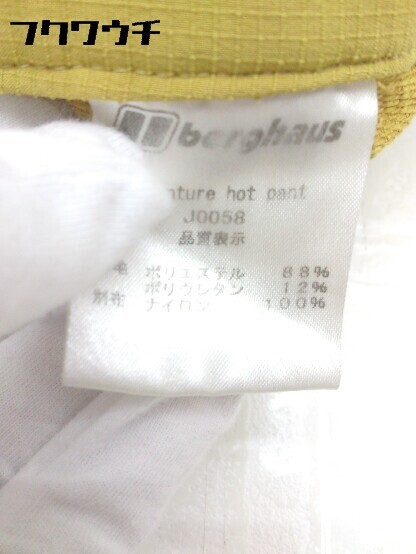 フクワウチ
berghaus
hot pant
J0058
品質表示
ポリエステル 88%
ポリウレタン 12%
別布 ナイロン 100%